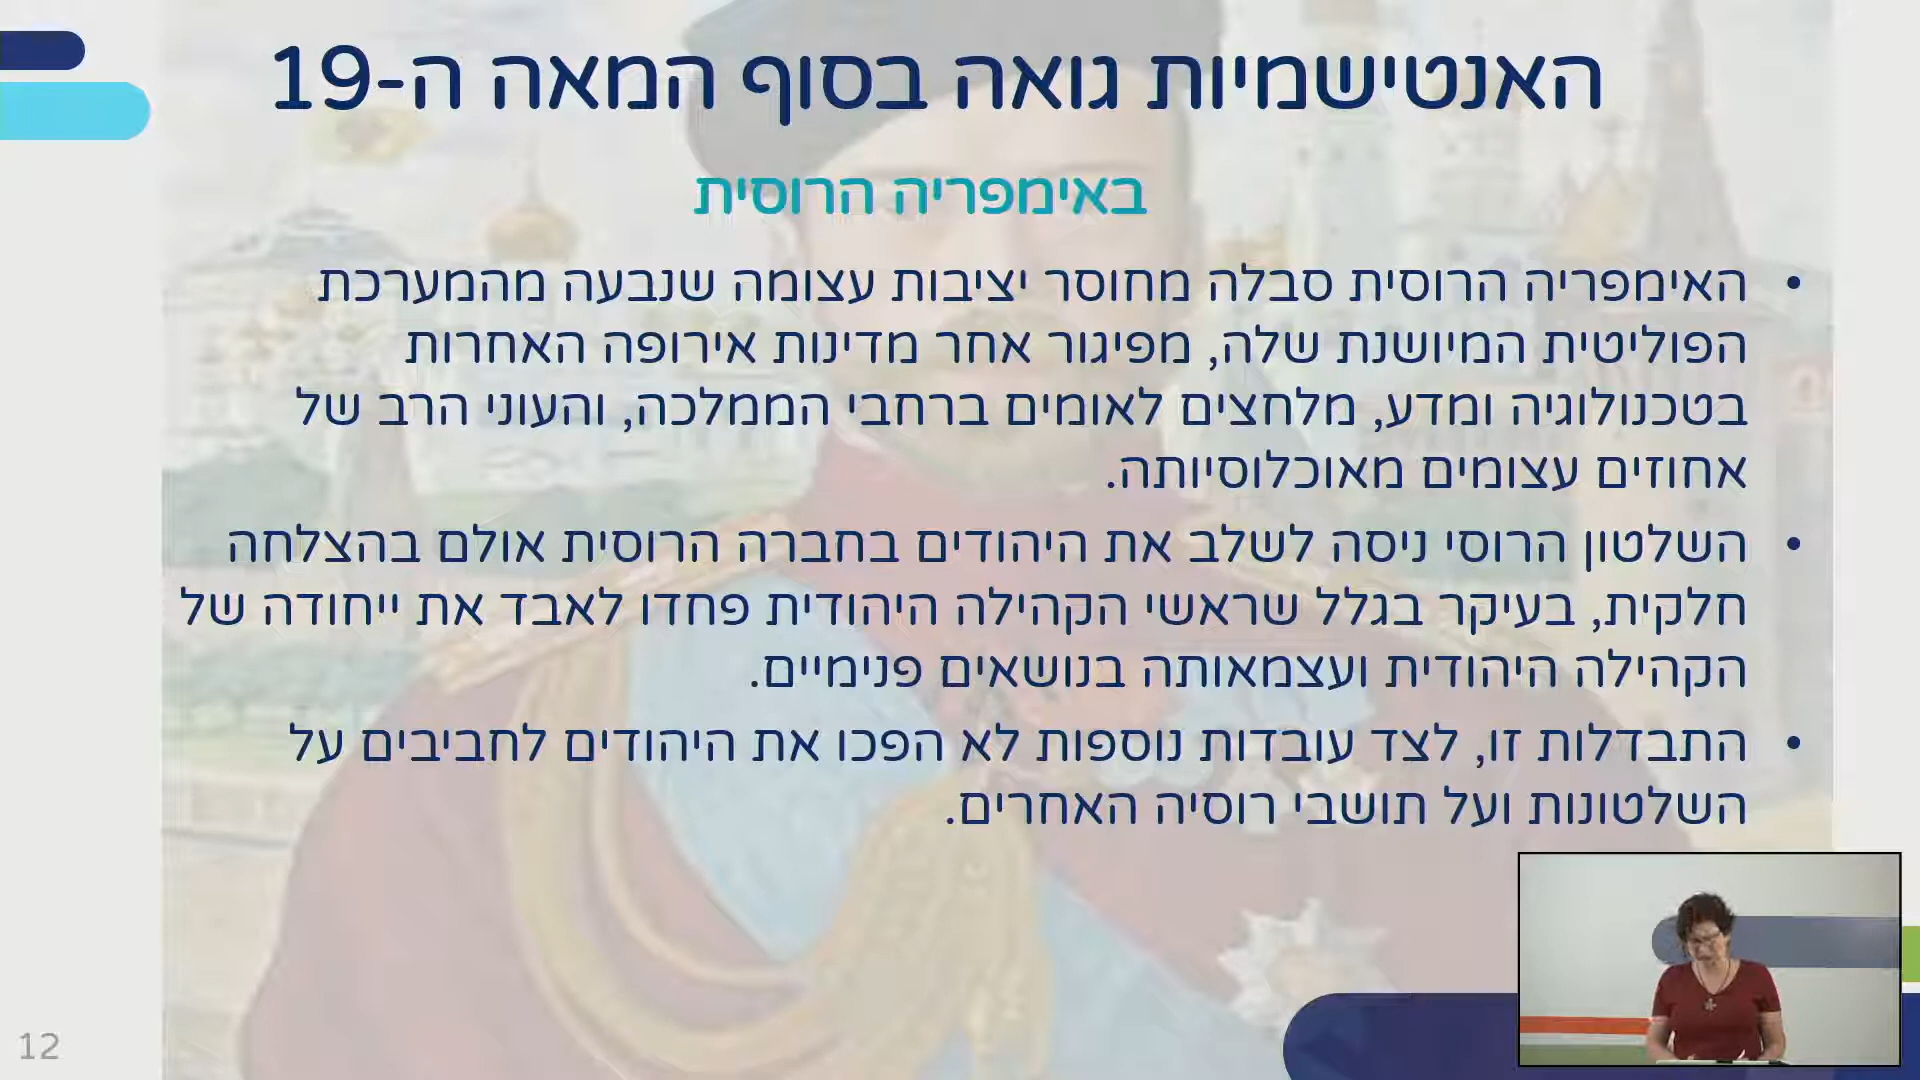 האנטישמיות גואה בסוף המאה ה-19
באימפריה הרוסית
• האימפריה הרוסית סבלה מחוסר יציבות עצומה שנבעה מהמערכת
הפוליטית המיושנת שלה, מפיגור אחר מדינות אירופה האחרות
בטכנולוגיה ומדע, מלחצים לאומים ברחבי הממלכה, והעוני הרב של
אחוזים עצומים מאוכלוסיותה.
• השלטון הרוסי ניסה לשלב את היהודים בחברה הרוסית אולם בהצלחה
חלקית, בעיקר בגלל שראשי הקהילה היהודית פחדו לאבד את ייחודה של
הקהילה היהודית ועצמאותה בנושאים פנימיים.
• התבדלות זו, לצד עובדות נוספות לא הפכו את היהודים לחביבים על
השלטונות ועל תושבי רוסיה האחרים.
12